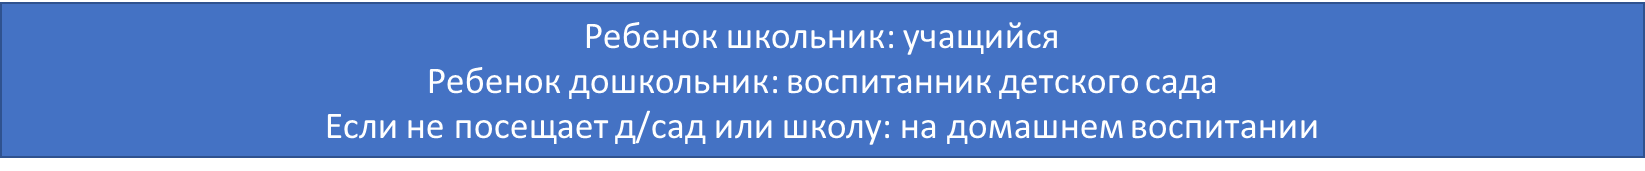 Ребенок школьник: учащийся
Ребенок дошкольник: воспитанник детского сада
Если не посещает д/сад или школу: на домашнем воспитании